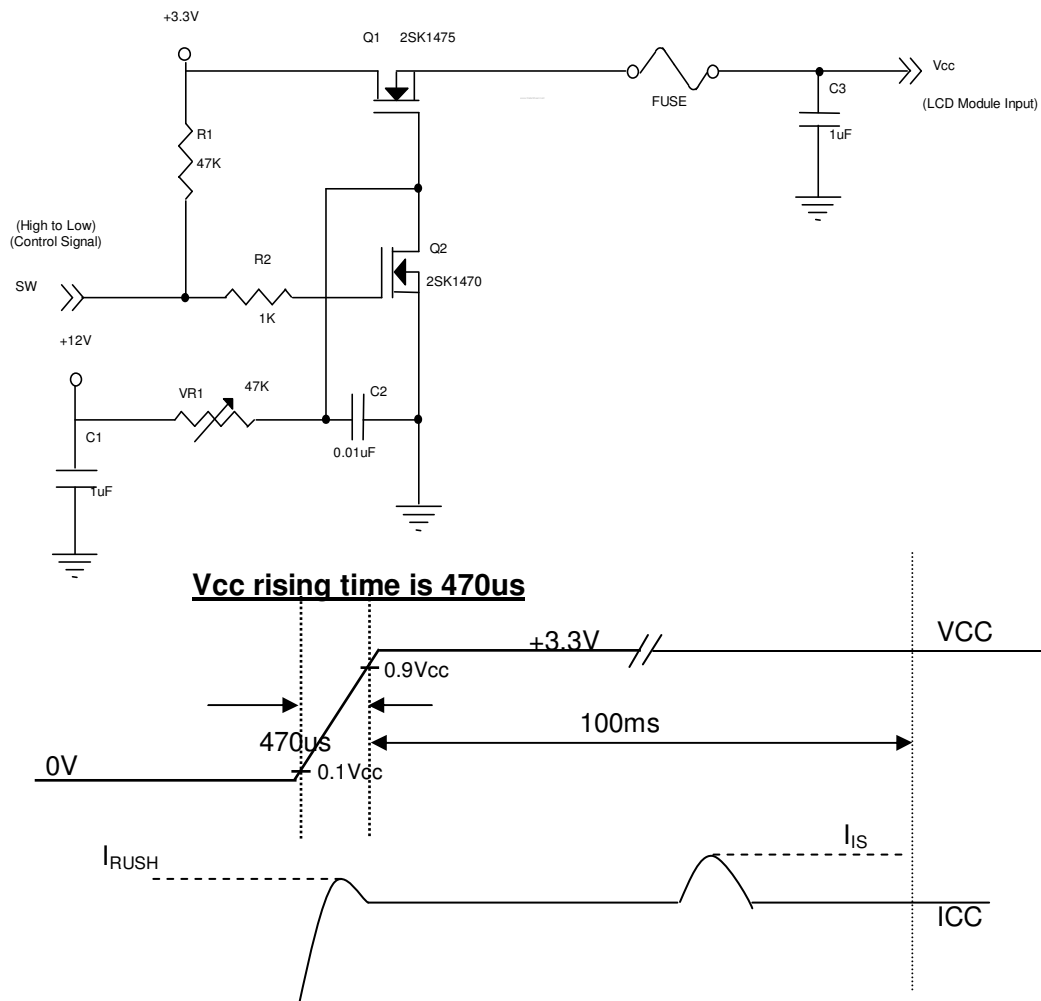 +3.3V
Q1 2SK1475
R1
47K
FUSE
C3
1uF
Vcc
(LCD Module Input)
(High to Low)
(Control Signal)
SW
R2
1K
Q2
2SK1470
+12V
VR1
47K
C2
0.01uF
C1
1uF
Vcc rising time is 470us
+3.3V
VCC
0.9Vcc
470us
100ms
0V
0.1Vcc
IRUSH
IIS
ICC